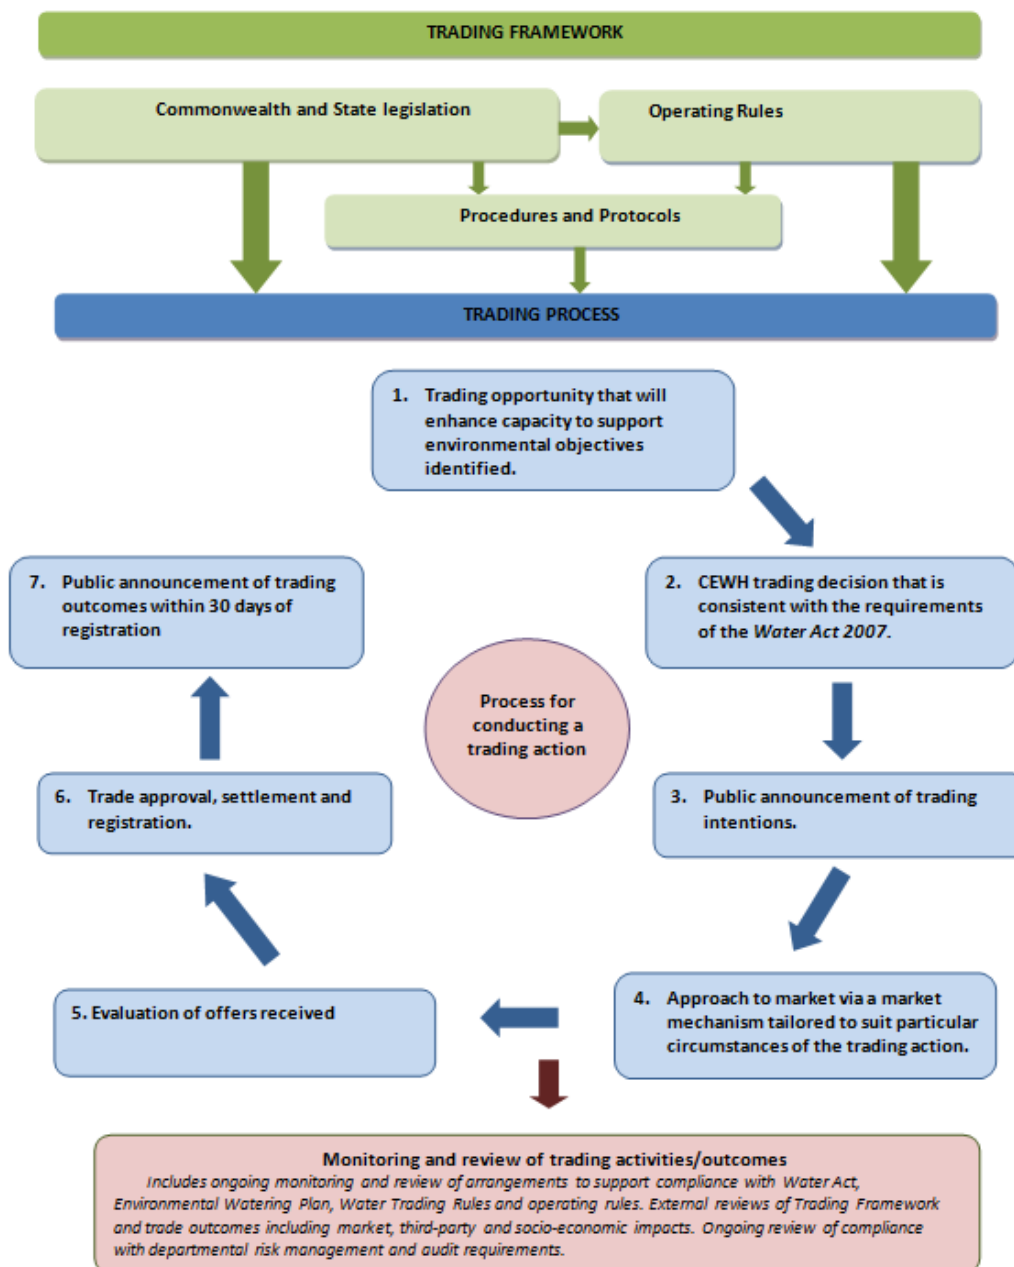 TRADING FRAMEWORK
Commonwealth and State legislation
Operating Rules
Procedures and Protocols
TRADING PROCESS
1. Trading opportunity that will
enhance capacity to support
environmental objectives
identified.
2. CEWH trading decision that is
consistent with the requirements
of the Water Act 2007.
3. Public announcement of trading
intentions.
4. Approach to market via a market
mechanism tailored to suit particular
circumstances of the trading action.
5. Evaluation of offers received
6. Trade approval, settlement and
registration.
7. Public announcement of trading
outcomes within 30 days of
registration
Process for
conducting a
trading action
Monitoring and review of trading activities/outcomes
Includes ongoing monitoring and review of arrangements to support compliance with Water Act,
Environmental Watering Plan, Water Trading Rules and operating rules. External reviews of Trading Framework
and trade outcomes including market, third-party and socio-economic impacts. Ongoing review of compliance
with departmental risk management and audit requirements.